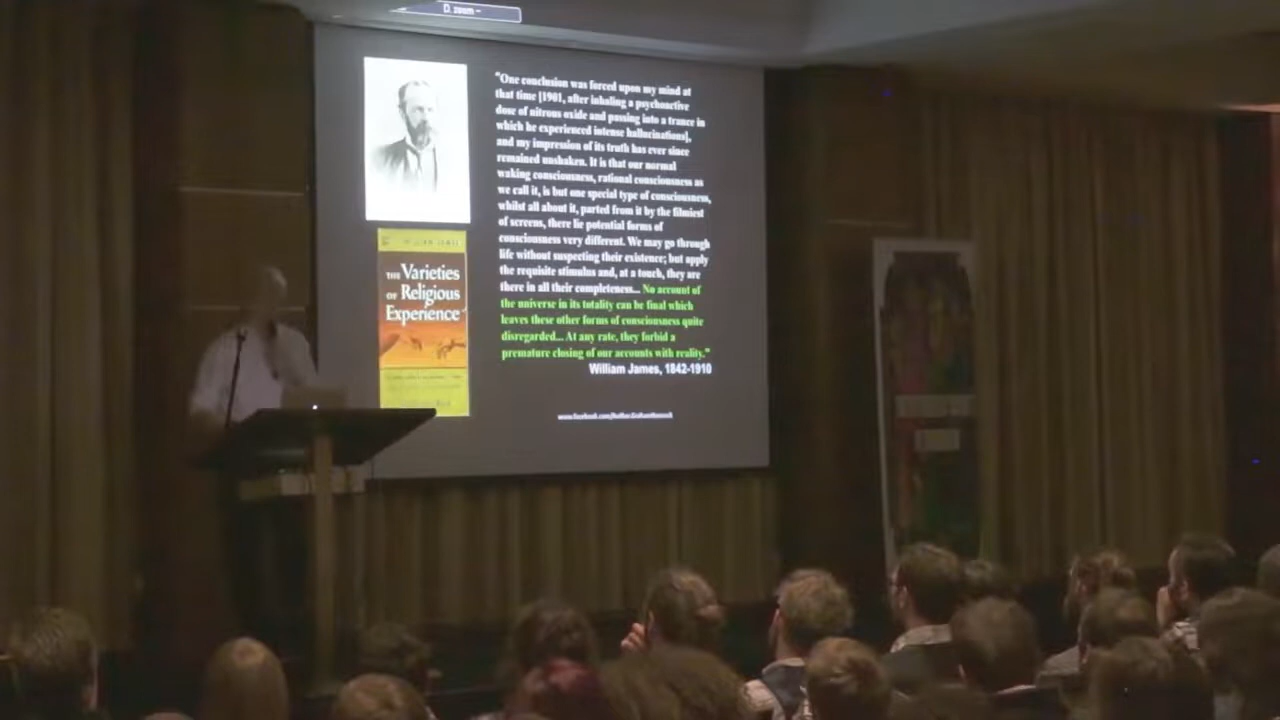 D. zoom
"One conclusion was forced upon my mind at
that time [1901, after inhaling a psychoactive
dose of nitrous oxide and passing into a trance in
which he experienced intense hallucinations],
and my impression of its truth has ever since
remained unshaken. It is that our normal
waking consciousness, rational consciousness as
we call it, is but one special type of consciousness,
whilst all about it, parted from it by the filmiest
of screens, there lie potential forms of
consciousness very different. We may go through
life without suspecting their existence; but apply
the requisite stimulus and, at a touch, they are
there in all their completeness... No account of
the universe in its totality can be final which
leaves these other forms of consciousness quite
disregarded... At any rate, they forbid a
premature closing of our accounts with reality."
William James, 1842-1910
THE Varieties
OF Religious
Experience